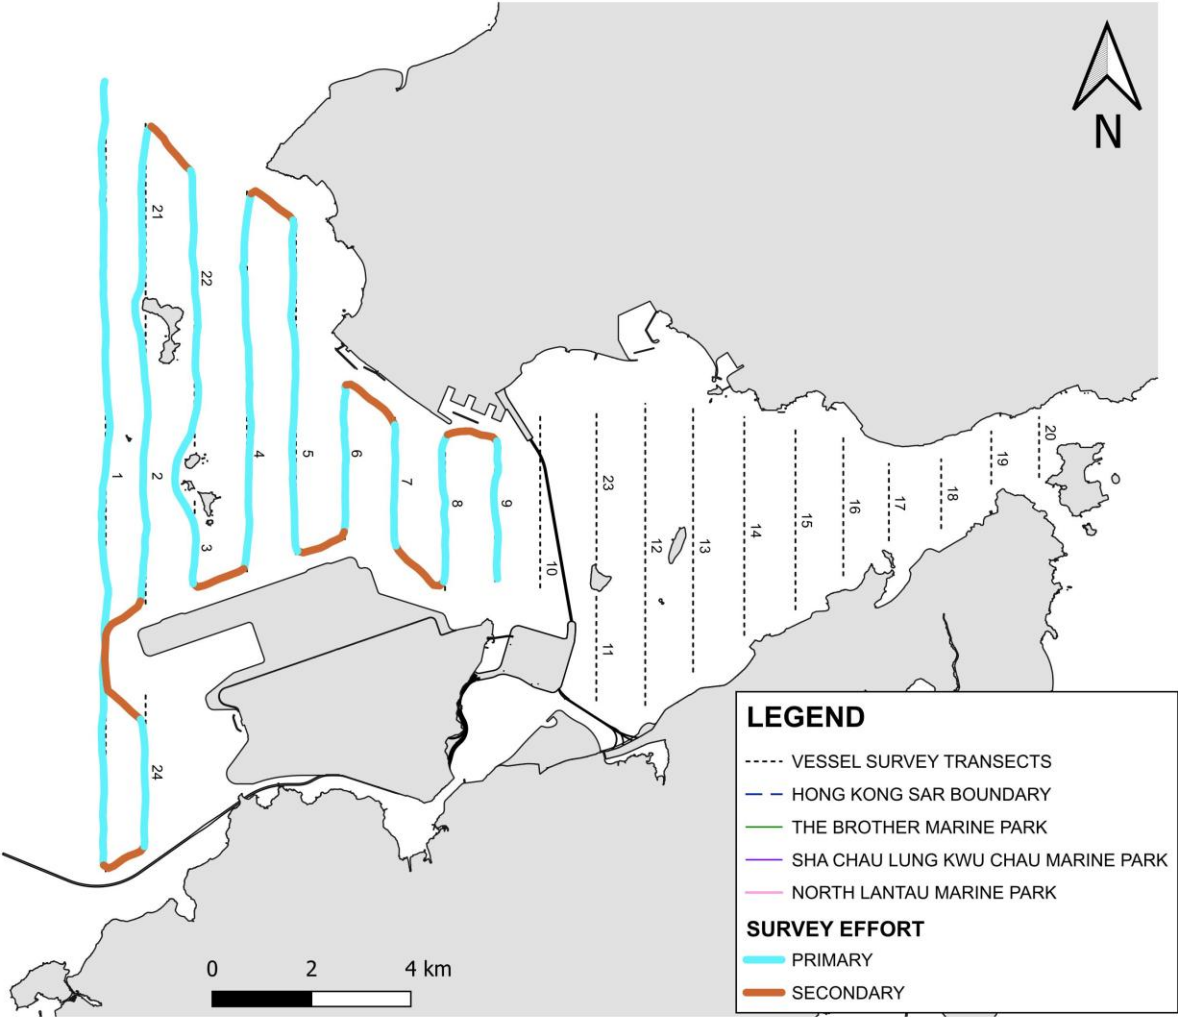 N
21
22
1
2
3
4
5
6
7
8
9
10
23
11
12
13
14
15
16
17
18
19
20
24
0 2 4 km
LEGEND
VESSEL SURVEY TRANSECTS
HONG KONG SAR BOUNDARY
THE BROTHER MARINE PARK
SHA CHAU LUNG KWU CHAU MARINE PARK
NORTH LANTAU MARINE PARK
SURVEY EFFORT
PRIMARY
SECONDARY